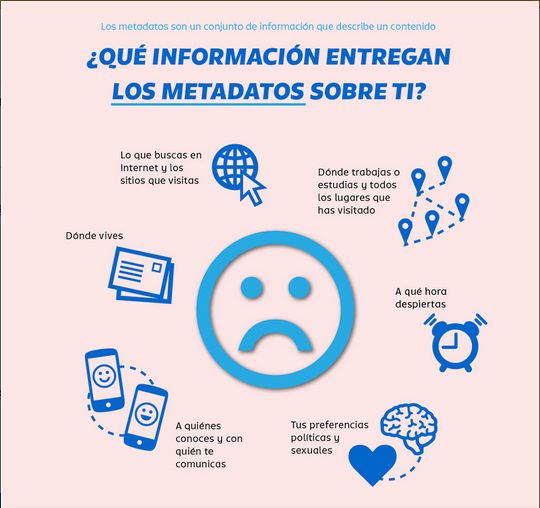 Los metadatos son un conjunto de información que describe un contenido
¿QUÉ INFORMACIÓN ENTREGAN
LOS METADATOS SOBRE TI?
Lo que buscas en
Internet y los
sitios que visitas
Dónde trabajas o
estudias y todos
los lugares que
has visitado
Dónde vives
A qué hora
despiertas
A quiénes
conoces y con
quién te
comunicas
Tus preferencias
políticas y
sexuales